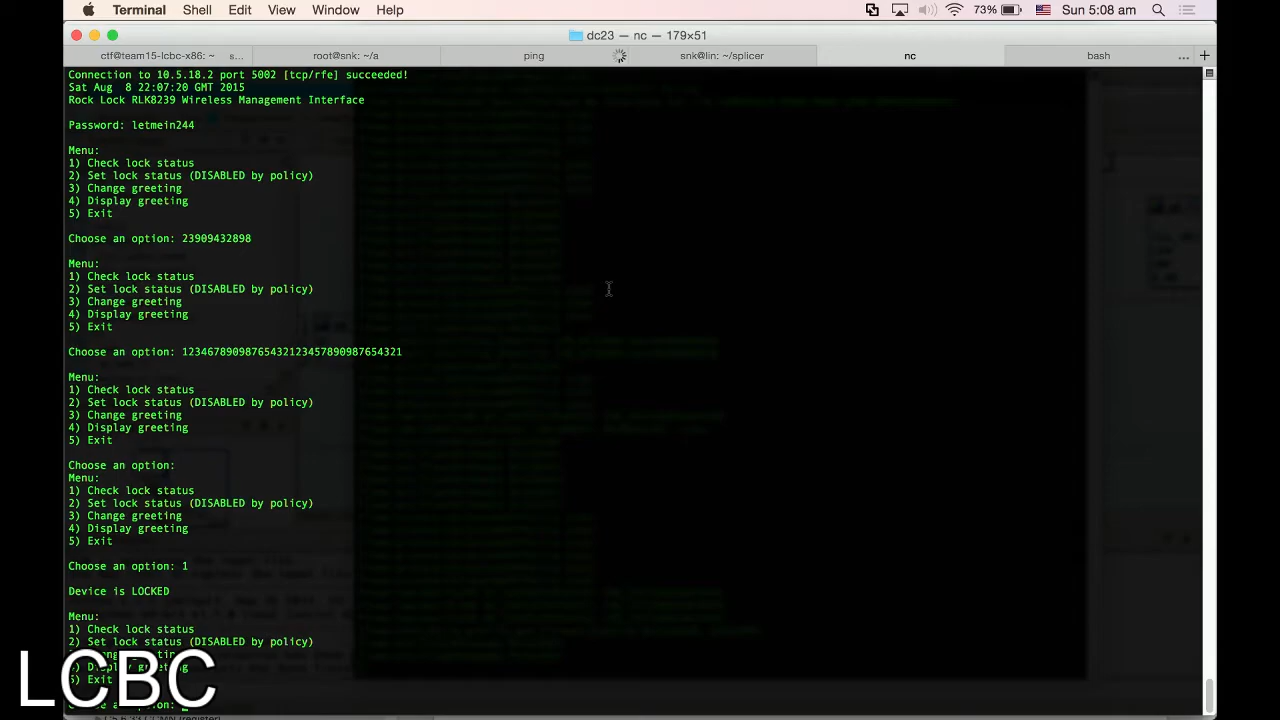 Terminal Shell Edit View Window Help 73% Sun 5:08 am
dc23 — nc — 179×51
ctf@team15-lcbc-x86: ~ s... root@snk: ~/a ping snk@lin: ~/splicer nc bash ...
Connection to 10.5.18.2 port 5002 [tcp/rfe] succeeded!
Sat Aug 8 22:07:20 GMT 2015
Rock Lock RLK8239 Wireless Management Interface
Password: letmein244
Menu:
1) Check lock status
2) Set lock status (DISABLED by policy)
3) Change greeting
4) Display greeting
5) Exit
Choose an option: 23909432898
Menu:
1) Check lock status
2) Set lock status (DISABLED by policy)
3) Change greeting
4) Display greeting
5) Exit
Choose an option: 12346789098765432123457890987654321
Menu:
1) Check lock status
2) Set lock status (DISABLED by policy)
3) Change greeting
4) Display greeting
5) Exit
Choose an option:
Menu:
1) Check lock status
2) Set lock status (DISABLED by policy)
3) Change greeting
4) Display greeting
5) Exit
Choose an option: 1
Device is LOCKED
Menu:
1) Check lock status
2) Set lock status (DISABLED by policy)
5) Exit
option:
LCBC